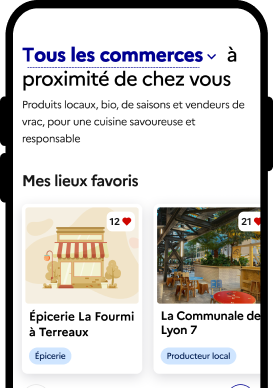 Tous les commerces à
proximité de chez vous
Produits locaux, bio, de saisons et vendeurs de
vrac, pour une cuisine savoureuse et
responsable
Mes lieux favoris
12
21
Épicerie La Fourmi
à Terreaux
Épicerie
La Commanale de
Lyon 7
Producteur local